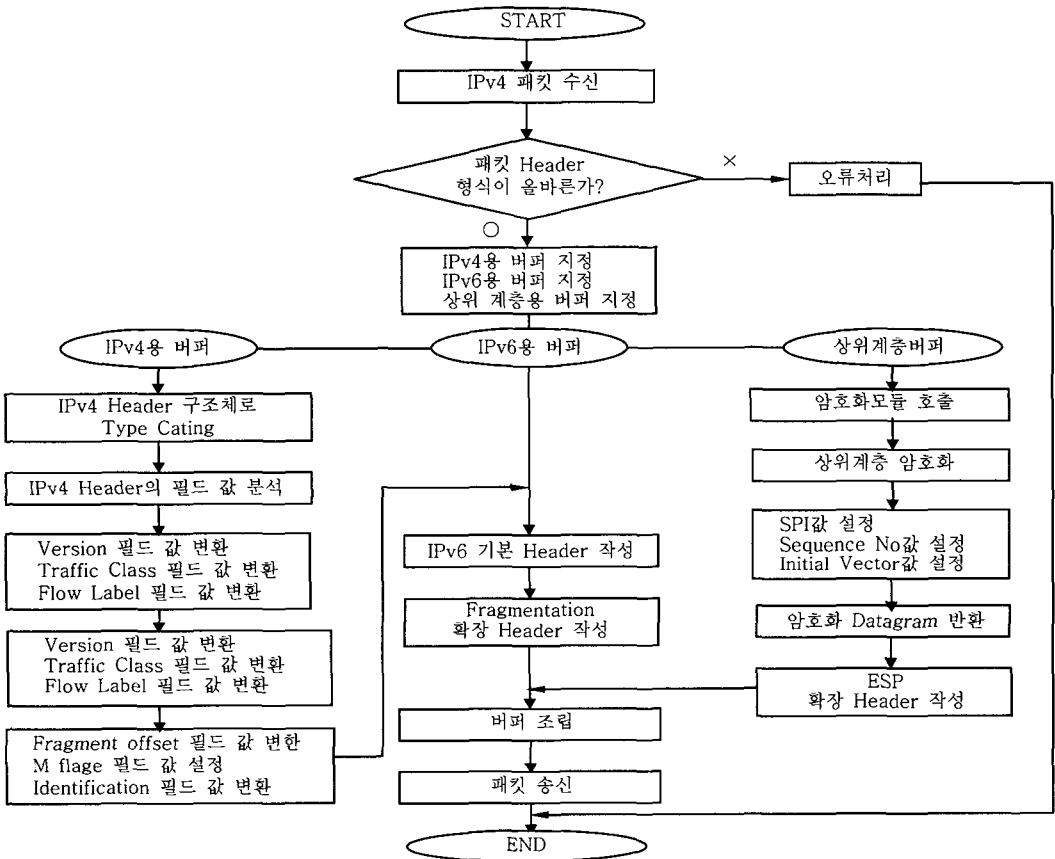 START
IPv4 패킷 수신
패킷 Header
형식이 올바른가?
×
오류처리
○
IPv4용 버퍼 지정
IPv6용 버퍼 지정
상위 계층용 버퍼 지정
IPv4용 버퍼
IPv6용 버퍼
상위계층버퍼
IPv4 Header 구조체로
Type Cating
IPv4 Header의 필드 값 분석
Version 필드 값 변환
Traffic Class 필드 값 변환
Flow Label 필드 값 변환
Version 필드 값 변환
Traffic Class 필드 값 변환
Flow Label 필드 값 변환
Fragment offset 필드 값 변한
M flage 필드 값 설정
Identification 필드 값 변환
IPv6 기본 Header 작성
Fragmentation
확장 Header 작성
버퍼 조립
패킷 송신
암호화모듈 호출
상위계층 암호화
SPI값 설정
Sequence No값 설정
Initial Vector값 설정
암호화 Datagram 반환
ESP
확장 Header 작성
END